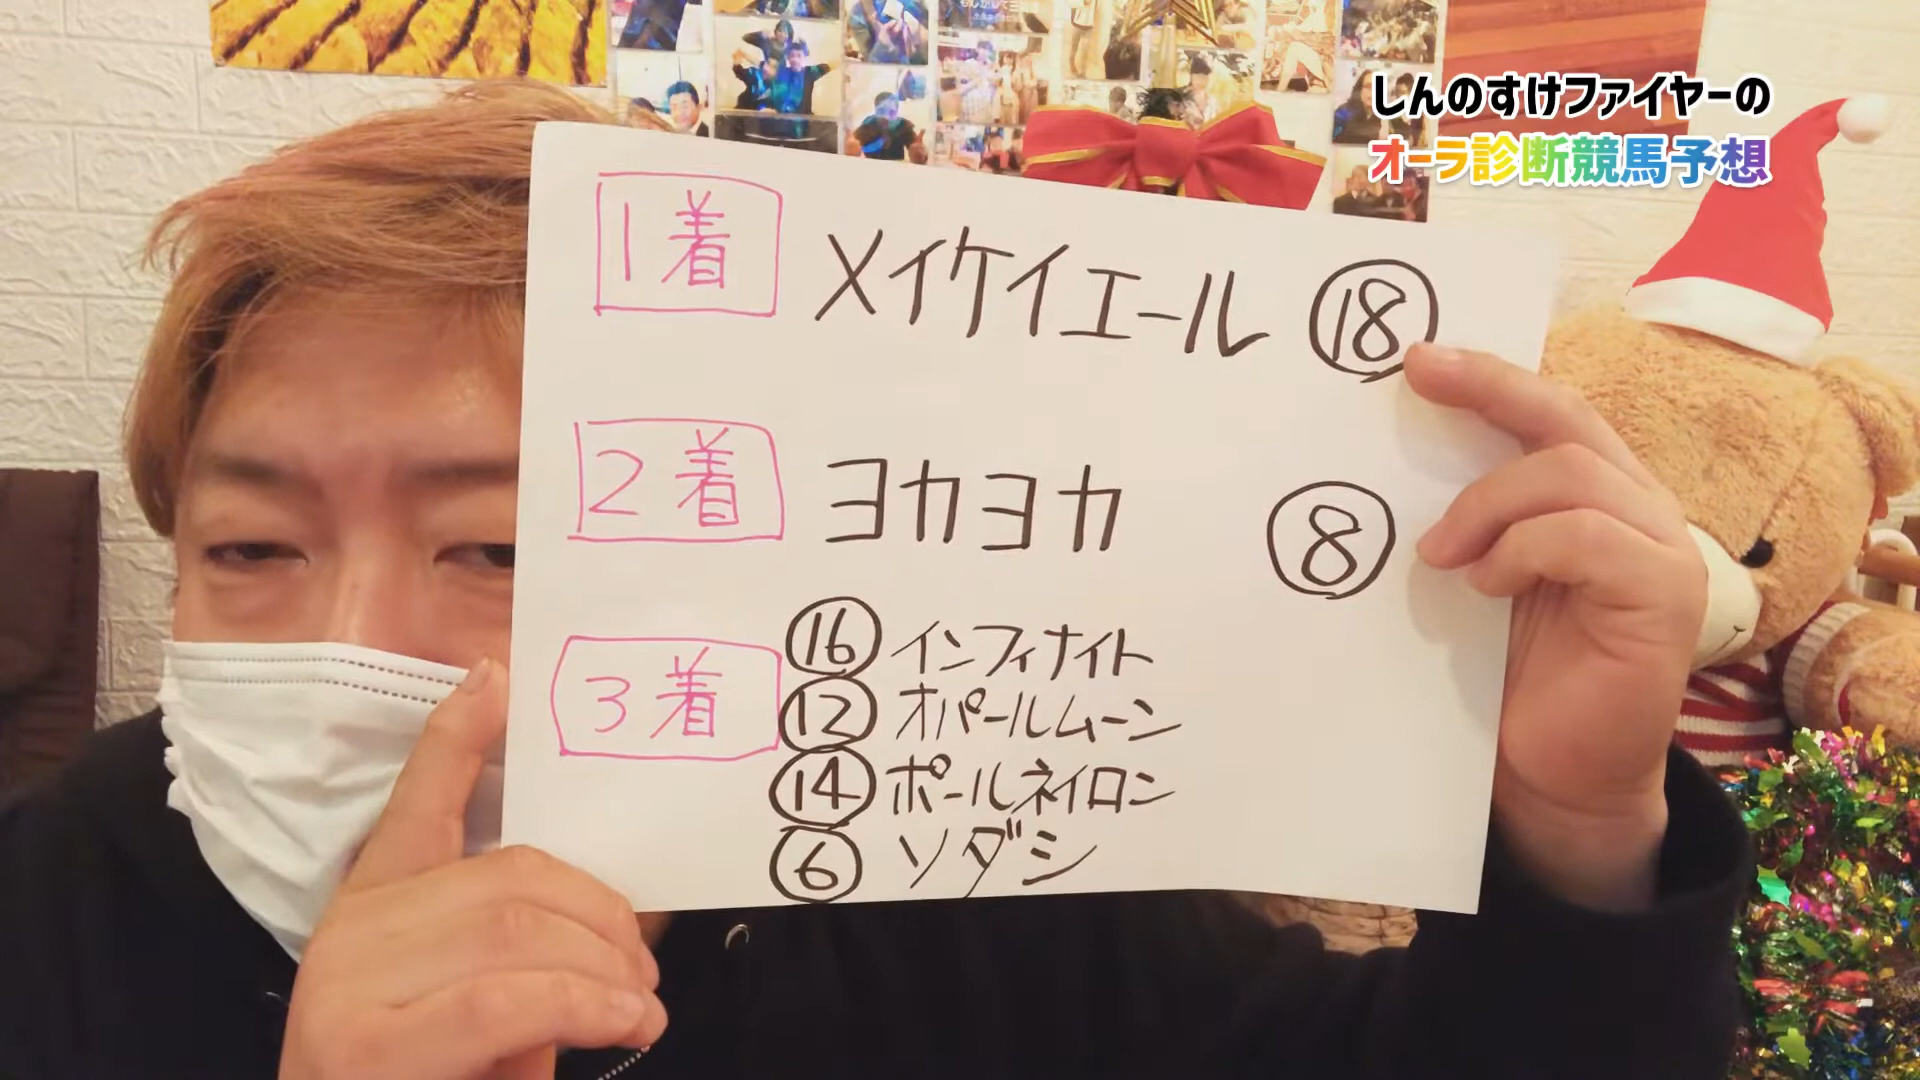 しんのすけファイヤーの
オーラ診断競馬予想
1着 メイケイエール ⑱
2着 ヨカヨカ ⑧
3着 ⑯ インフィナイト
⑫ オパールムーン
⑭ ポールネイロン
⑥ ソダシ